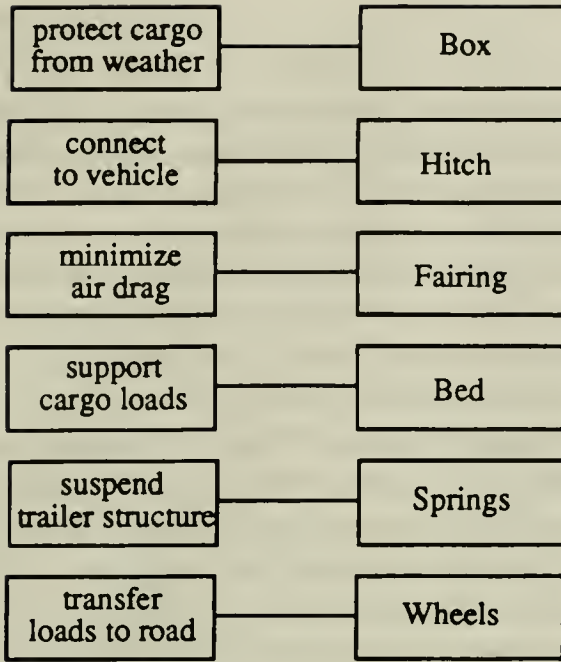 protect cargo
from weather
Box
connect
to vehicle
Hitch
minimize
air drag
Fairing
support
cargo loads
Bed
suspend
trailer structure
Springs
transfer
loads to road
Wheels